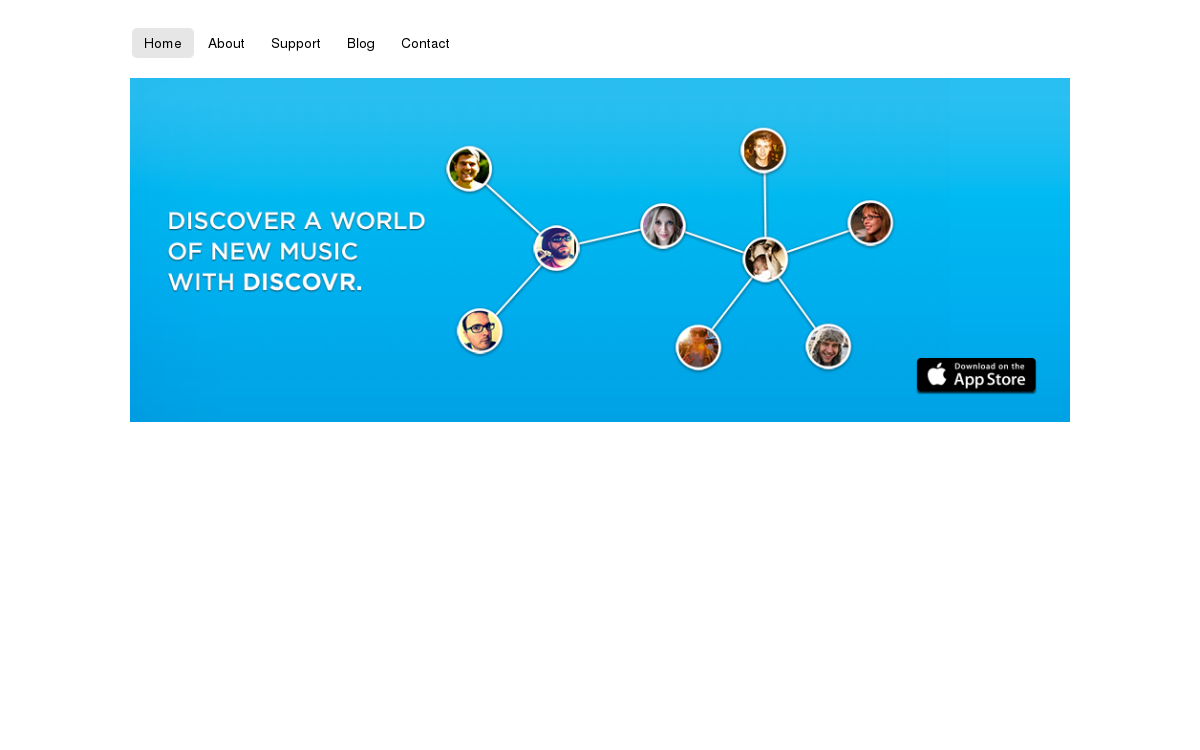 Home About Support Blog Contact
DISCOVER A WORLD
OF NEW MUSIC
WITH DISCOVR.
Download on the
App Store